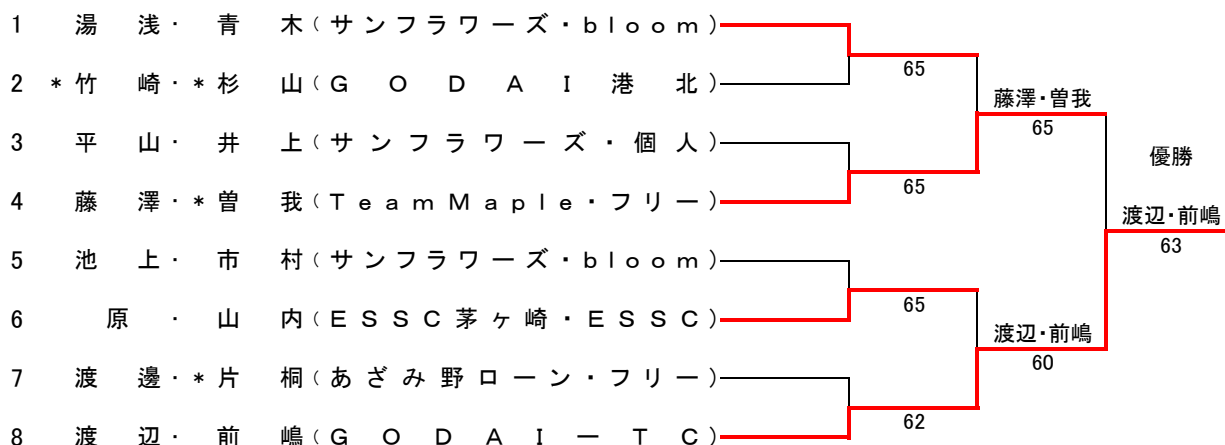 1 湯浅・青木(サンフラワーズ・bloom)
65
2 *竹崎・*杉山(GODAI港北)
藤澤・曽我
65
3 平山・井上(サンフラワーズ・個人)
優勝
65
4 藤澤・*曽我(TeamMaple・フリー)
渡辺・前嶋
63
5 池上・市村(サンフラワーズ・bloom)
65
6 原・山内(ESSC茅ヶ崎・ESSC)
渡辺・前嶋
60
7 渡邊・*片桐(あざみ野ローン・フリー)
62
8 渡辺・前嶋(GODAI－TC)